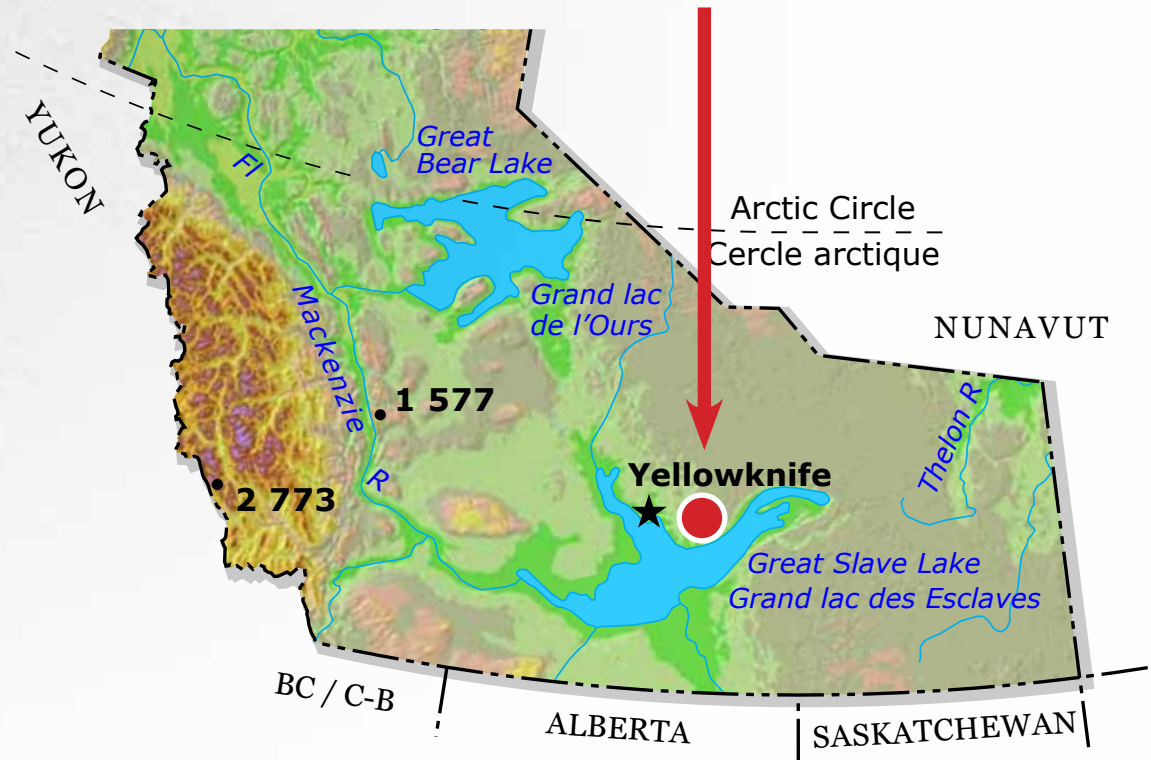 YUKON
Fl
Great
Bear Lake
Arctic Circle
Cercle arctique
Grand lac
de l’Ours
Mackenzie
NUNAVUT
1 577
Thelon R
R
Yellowknife
2 773
Great Slave Lake
Grand lac des Esclaves
BC / C-B
ALBERTA
SASKATCHEWAN